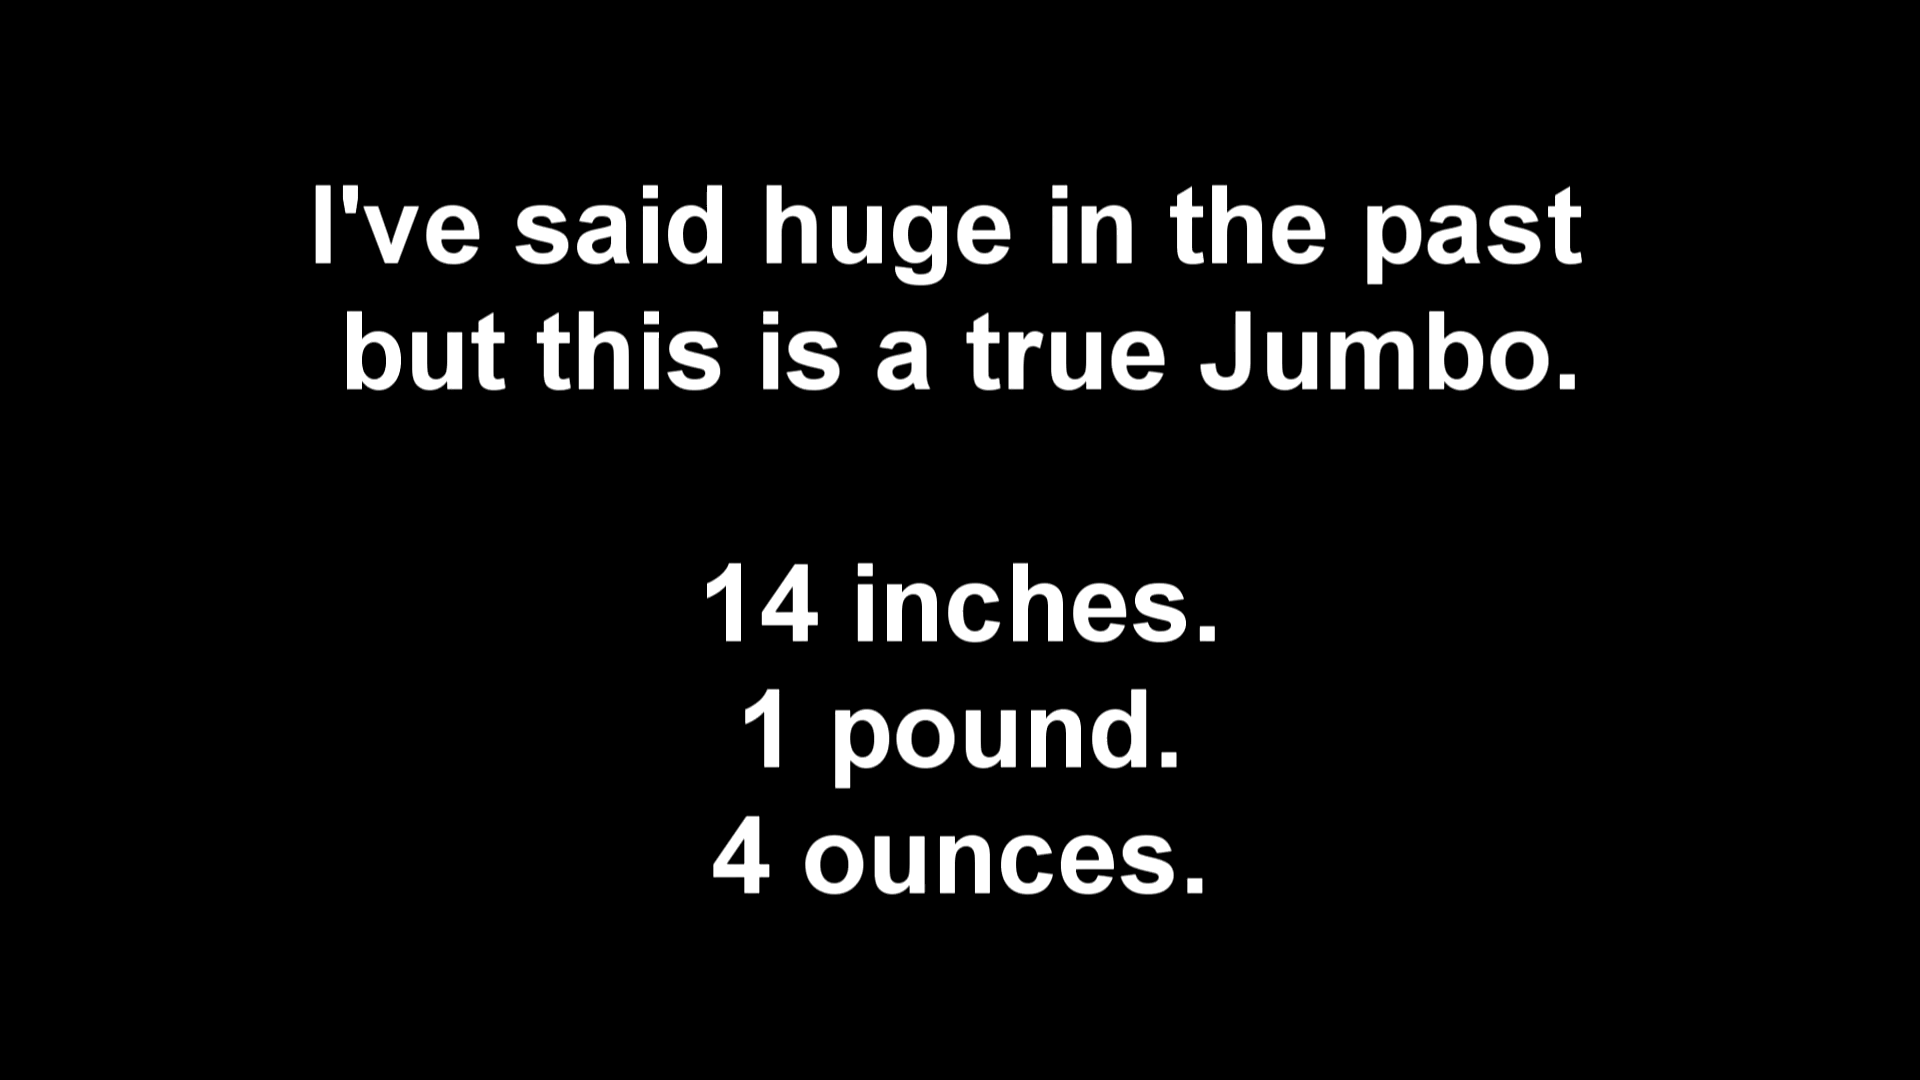 I've said huge in the past
but this is a true Jumbo.
14 inches.
1 pound.
4 ounces.